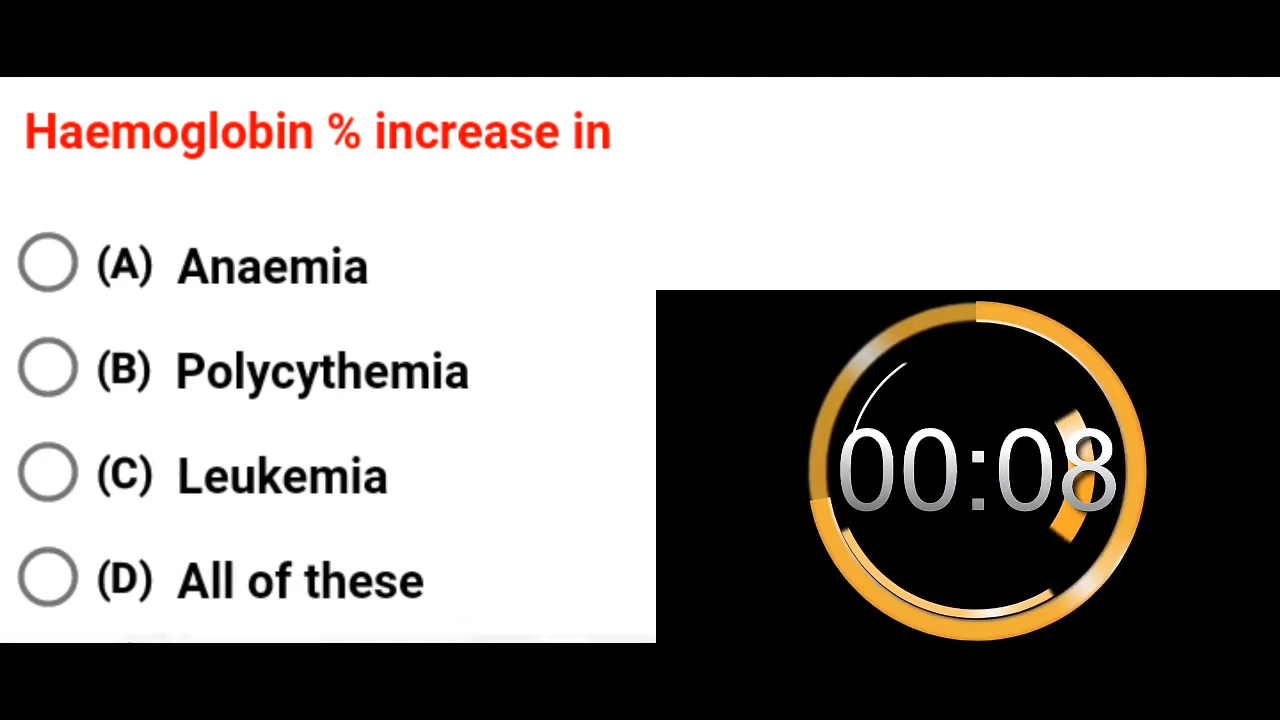 Haemoglobin % increase in
(A) Anaemia
(B) Polycythemia
(C) Leukemia
(D) All of these
00:08